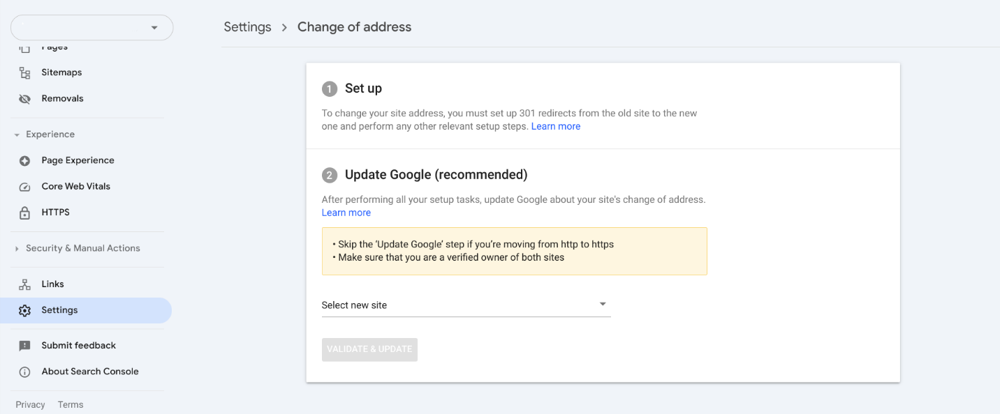 Pages
Sitemaps
Removals
Experience
Page Experience
Core Web Vitals
HTTPS
Security & Manual Actions
Links
Settings
Submit feedback
About Search Console
Privacy Terms
Settings > Change of address
1 Set up
To change your site address, you must set up 301 redirects from the old site to the new
one and perform any other relevant setup steps. Learn more
2 Update Google (recommended)
After performing all your setup tasks, update Google about your site's change of address.
Learn more
• Skip the ‘Update Google’ step if you’re moving from http to https
• Make sure that you are a verified owner of both sites
Select new site
VALIDATE & UPDATE